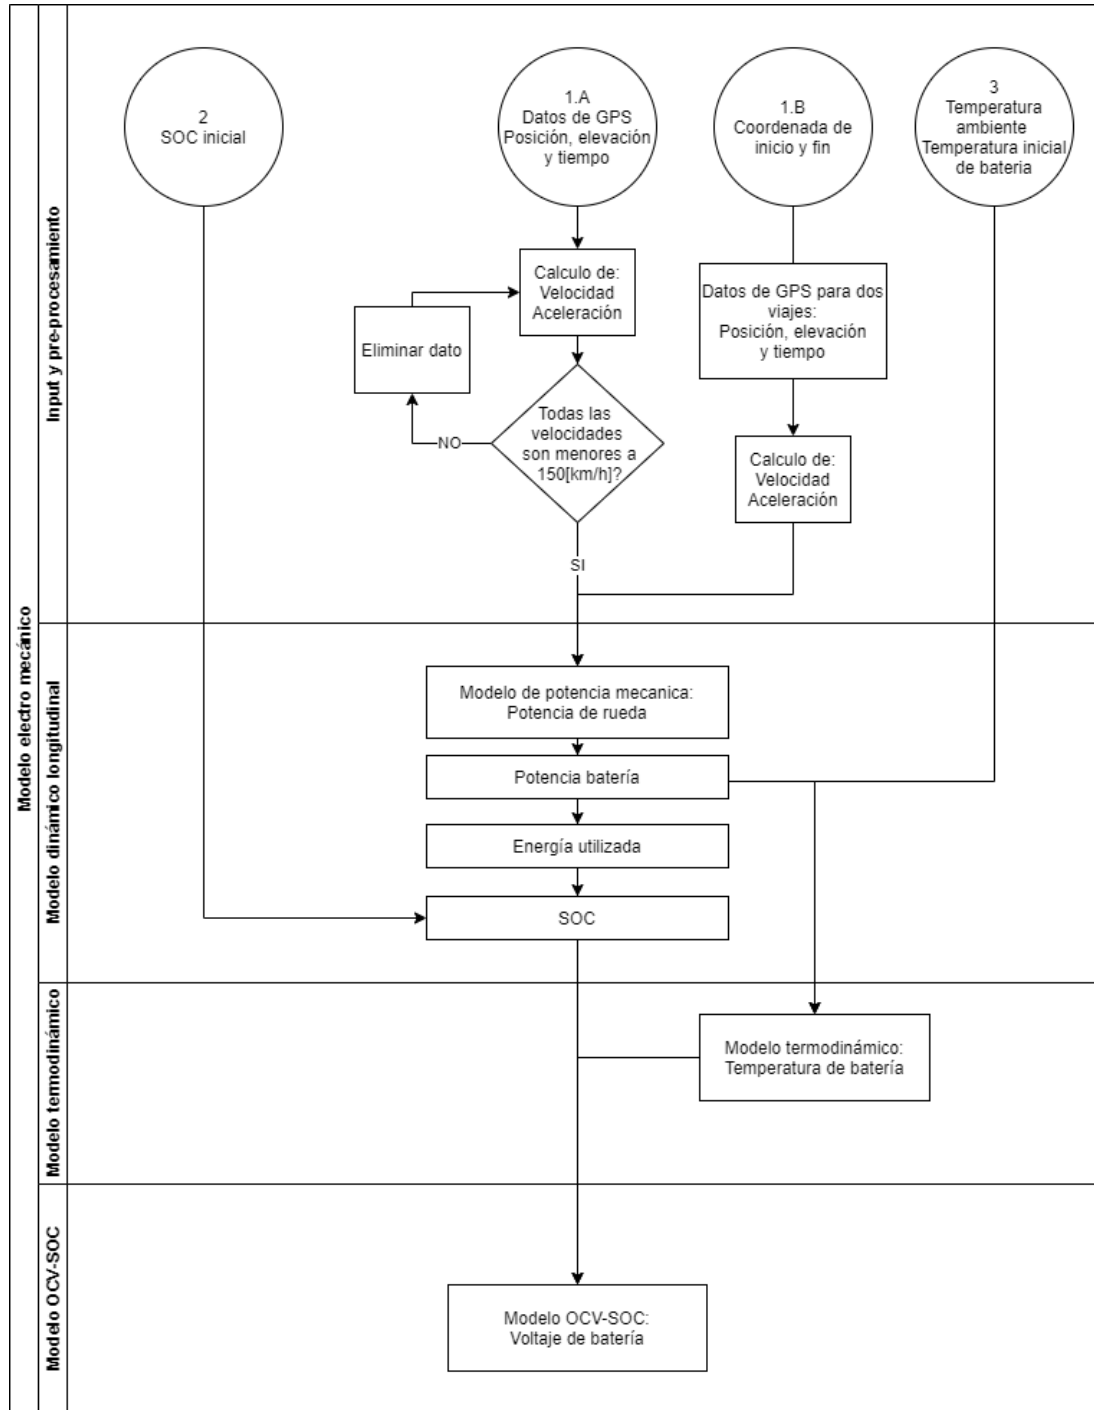 Modelo electro mecánico
Input y pre-procesamiento
2
SOC inicial
1.A
Datos de GPS
Posición, elevación
y tiempo
1.B
Coordenada de
inicio y fin
3
Temperatura
ambiente
Temperatura inicial
de bateria
Calculo de:
Velocidad
Aceleración
Eliminar dato
Datos de GPS para dos
viajes:
Posición, elevación
y tiempo
Todas las
velocidades
son menores a
150[km/h]?
NO
SI
Calculo de:
Velocidad
Aceleración
Modelo dinámico longitudinal
Modelo de potencia mecanica:
Potencia de rueda
Potencia batería
Energía utilizada
SOC
Modelo termodinámico
Modelo termodinámico:
Temperatura de batería
Modelo OCV-SOC
Modelo OCV-SOC:
Voltaje de batería